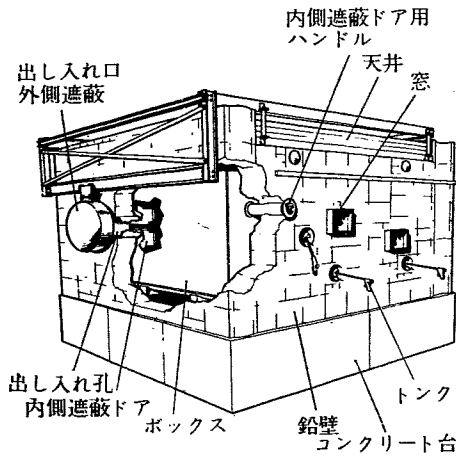 内側遮蔽ドア用
ハンドル
天井
窓
出し入れ口
外側遮蔽
出し入れ孔
内側遮蔽ドア
ボックス
鉛壁
コンクリート台
トンク